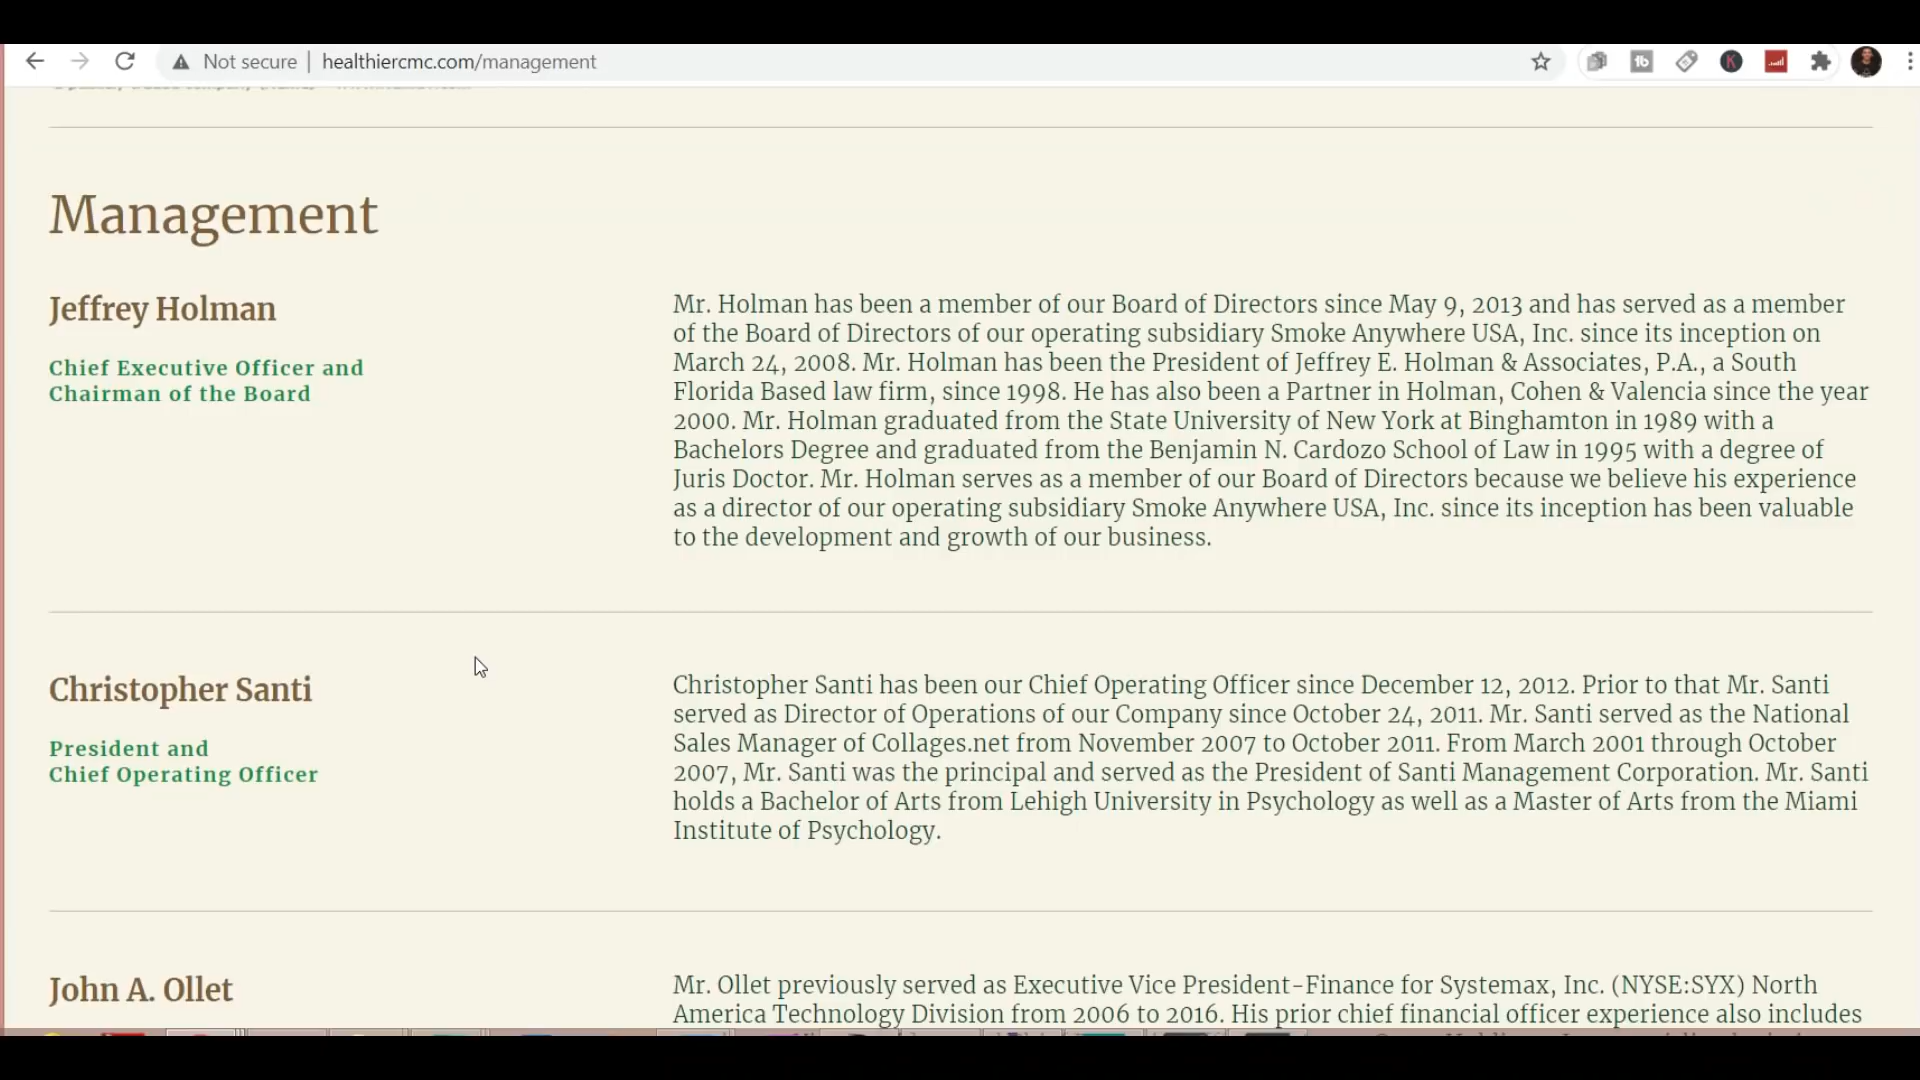 Not secure | healthiercmc.com/management
Management
Jeffrey Holman
Chief Executive Officer and
Chairman of the Board
Mr. Holman has been a member of our Board of Directors since May 9, 2013 and has served as a member
of the Board of Directors of our operating subsidiary Smoke Anywhere USA, Inc. since its inception on
March 24, 2008. Mr. Holman has been the President of Jeffrey E. Holman & Associates, P.A., a South
Florida Based law firm, since 1998. He has also been a Partner in Holman, Cohen & Valencia since the year
2000. Mr. Holman graduated from the State University of New York at Binghamton in 1989 with a
Bachelors Degree and graduated from the Benjamin N. Cardozo School of Law in 1995 with a degree of
Juris Doctor. Mr. Holman serves as a member of our Board of Directors because we believe his experience
as a director of our operating subsidiary Smoke Anywhere USA, Inc. since its inception has been valuable
to the development and growth of our business.
Christopher Santi
President and
Chief Operating Officer
Christopher Santi has been our Chief Operating Officer since December 12, 2012. Prior to that Mr. Santi
served as Director of Operations of our Company since October 24, 2011. Mr. Santi served as the National
Sales Manager of Collages.net from November 2007 to October 2011. From March 2001 through October
2007, Mr. Santi was the principal and served as the President of Santi Management Corporation. Mr. Santi
holds a Bachelor of Arts from Lehigh University in Psychology as well as a Master of Arts from the Miami
Institute of Psychology.
John A. Ollet
Mr. Ollet previously served as Executive Vice President-Finance for Systemax, Inc. (NYSE:SYX) North
America Technology Division from 2006 to 2016. His prior chief financial officer experience also includes